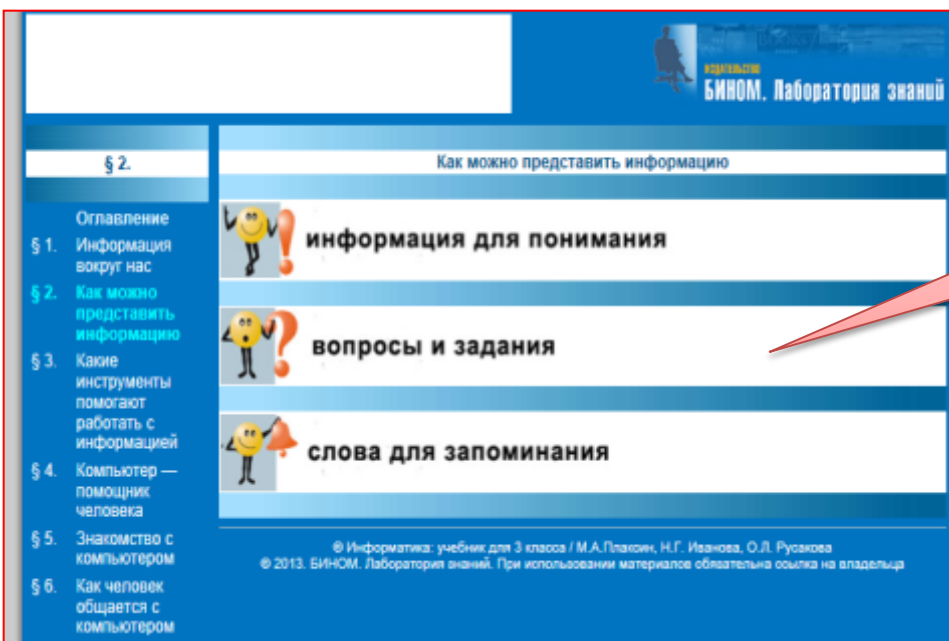 издательство
БИНОМ. Лаборатория знаний
§ 2.
Как можно представить информацию
Оглавление
§ 1. Информация
вокруг нас
§ 2. Как можно
представить
информацию
§ 3. Какие
инструменты
помогают
работать с
информацией
§ 4. Компьютер —
помощник
человека
§ 5. Знакомство с
компьютером
§ 6. Как человек
общается с
компьютером
информация для понимания
вопросы и задания
слова для запоминания
© Информатика: учебник для 3 класса / М.А.Плаксин, Н.Г. Иванова, О.Л. Русакова
© 2013. БИНОМ. Лаборатория знаний. При использовании материалов обязательна ссылка на владельца